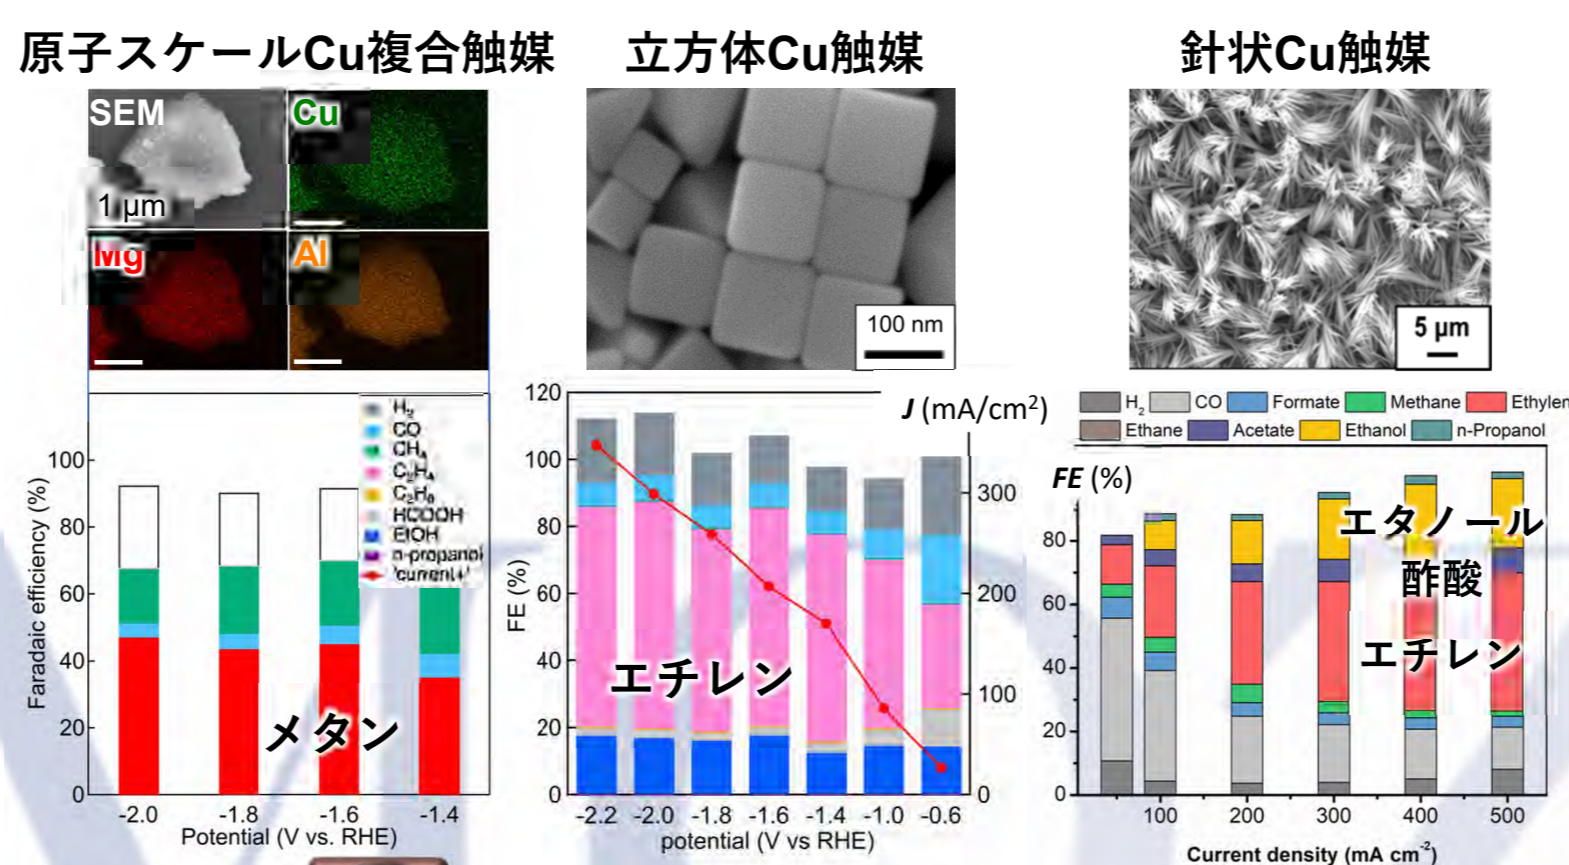 原子スケールCu複合触媒
SEM
Cu
1 µm
Mg
Al
Faradaic efficiency (%)
100
80
60
40
20
0
H₂
CO
CH₄
C₂H₄
C₂H₆
HCOOH
EtOH
n-propanol
メタン
-2.0 -1.8 -1.6 -1.4
Potential (V vs. RHE)
立方体Cu触媒
100 nm
FE (%)
120
100
80
60
40
20
0
J (mA/cm²)
300
200
100
0
エチレン
-2.2 -2.0 -1.8 -1.6 -1.4 -1.0 -0.6
potential (V vs RHE)
針状Cu触媒
5 µm
H₂ CO Formate Methane Ethylen
Ethane Acetate Ethanol n-Propanol
FE (%)
80
60
40
20
0
エタノール
酢酸
エチレン
100 200 300 400 500
Current density (mA cm⁻²)